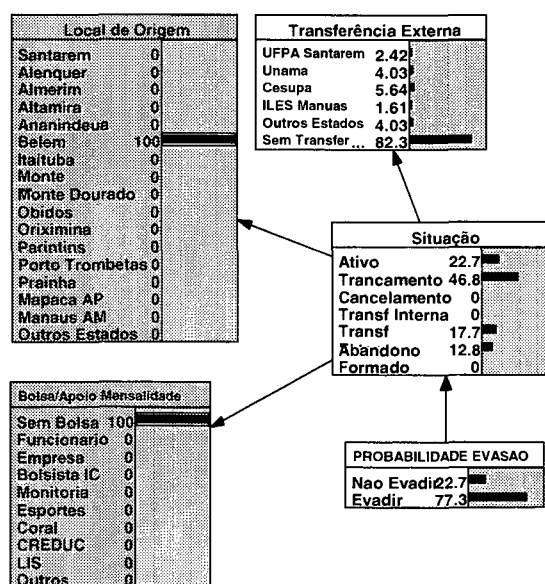 Local de Origem
Santarem 0
Alenquer 0
Almerim 0
Altamira 0
Ananindeua 0
Belem 100
Itaituba 0
Monte 0
Monte Dourado 0
Obidos 0
Oriximina 0
Parintins 0
Porto Trombetas 0
Prainha 0
Mapaca AP 0
Manaus AM 0
Outros Estados 0
Transferência Externa
UFPA Santarem 2.42
Unama 4.03
Cesupa 5.64
ILES Manuas 1.61
Outros Estados 4.03
Sem Transfer ... 82.3
Situação
Ativo 22.7
Trancamento 46.8
Cancelamento 0
Transf Interna 0
Transf 17.7
Abandono 12.8
Formado 0
Bolsa/Apoio Mensalidade
Sem Bolsa 100
Funcionario 0
Empresa 0
Bolsista IC 0
Monitoria 0
Esportes 0
Coral 0
CREDUC 0
LIS 0
Outros 0
PROBABILIDADE EVASAO
Nao Evadir 22.7
Evadir 77.3